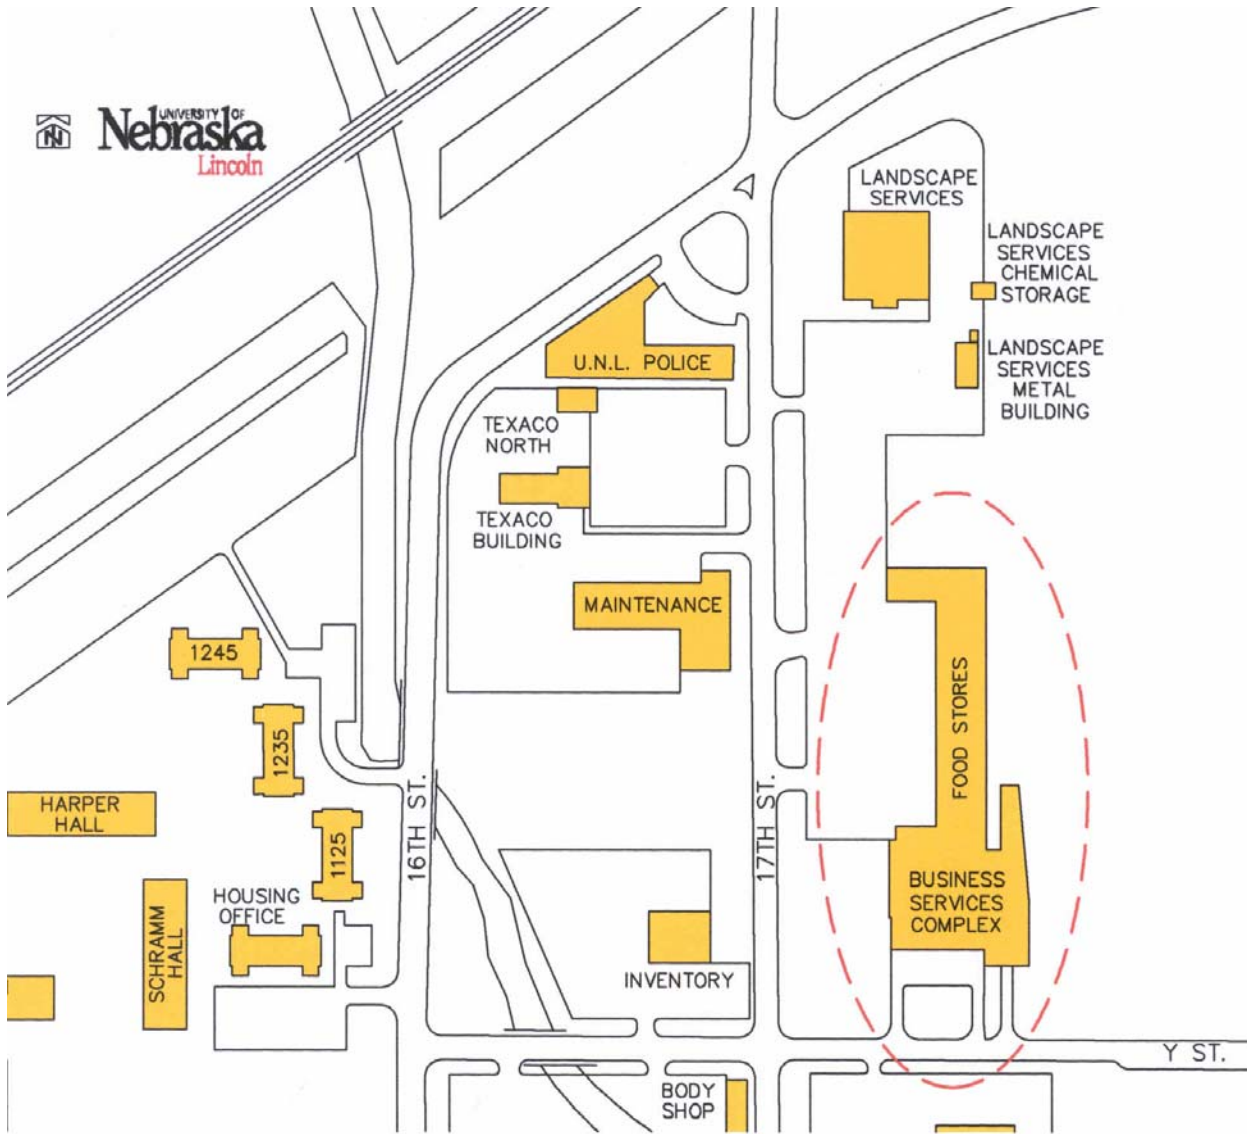 UNIVERSITY OF
Nebraska
Lincoln
LANDSCAPE
SERVICES
LANDSCAPE
SERVICES
CHEMICAL
STORAGE
LANDSCAPE
SERVICES
METAL
BUILDING
U.N.L. POLICE
TEXACO
NORTH
TEXACO
BUILDING
MAINTENANCE
1245
1235
1125
HARPER
HALL
HOUSING
OFFICE
SCHRAMM
HALL
16TH ST.
17TH ST.
FOOD STORES
BUSINESS
SERVICES
COMPLEX
INVENTORY
BODY
SHOP
Y ST.